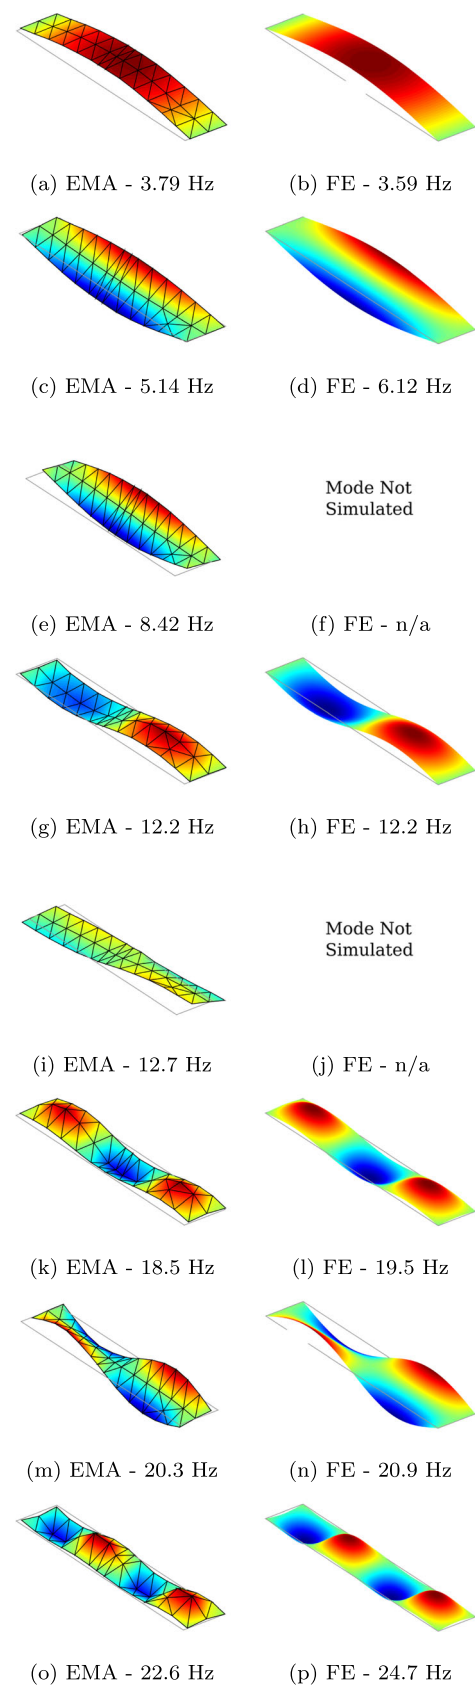 (a) EMA - 3.79 Hz
(b) FE - 3.59 Hz
(c) EMA - 5.14 Hz
(d) FE - 6.12 Hz
Mode Not
Simulated
(e) EMA - 8.42 Hz
(f) FE - n/a
(g) EMA - 12.2 Hz
(h) FE - 12.2 Hz
Mode Not
Simulated
(i) EMA - 12.7 Hz
(j) FE - n/a
(k) EMA - 18.5 Hz
(l) FE - 19.5 Hz
(m) EMA - 20.3 Hz
(n) FE - 20.9 Hz
(o) EMA - 22.6 Hz
(p) FE - 24.7 Hz